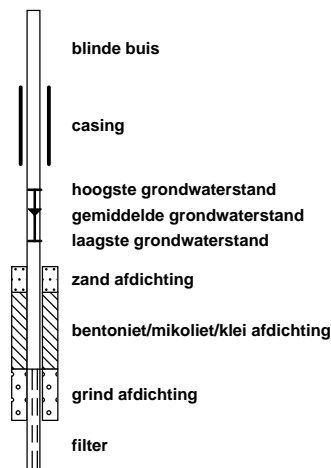 blinde buis
casing
hoogste grondwaterstand
gemiddelde grondwaterstand
laagste grondwaterstand
zand afdichting
bentoniet/mikoliet/klei afdichting
grind afdichting
filter